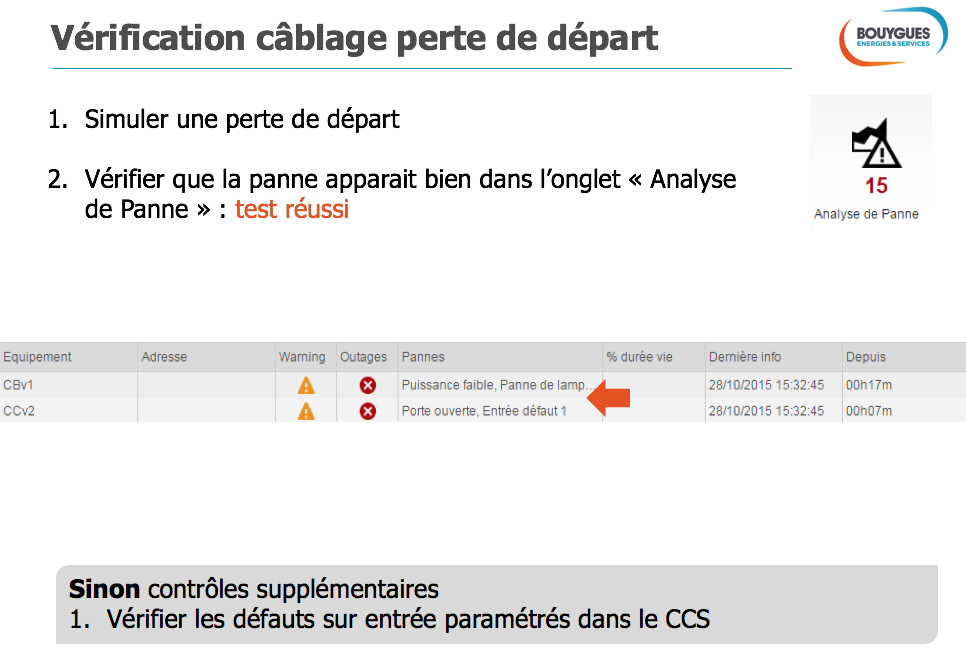 Vérification câblage perte de départ
BOUYGUES
ENERGIES&SERVICES
1. Simuler une perte de départ
2. Vérifier que la panne apparait bien dans l’onglet « Analyse
de Panne » : test réussi
15
Analyse de Panne
Equipement Adresse Warning Outages Pannes % durée vie Dernière info Depuis
CBv1 Puissance faible, Panne de lamp... 28/10/2015 15:32:45 00h17m
CCv2 Porte ouverte, Entrée défaut 1 28/10/2015 15:32:45 00h07m
Sinon contrôles supplémentaires
1. Vérifier les défauts sur entrée paramétrés dans le CCS